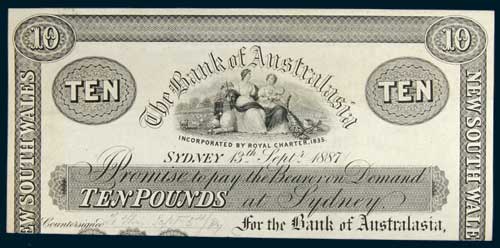 10
10
The Bank of Australasia
TEN
TEN
INCORPORATED BY ROYAL CHARTER, 1835.
SYDNEY 13th Sept. 1887
Promise to pay the Bearer on Demand
TEN POUNDS at Sydney.
Countersigned
For the Bank of Australasia,
NEW SOUTH WALES
NEW SOUTH WALE